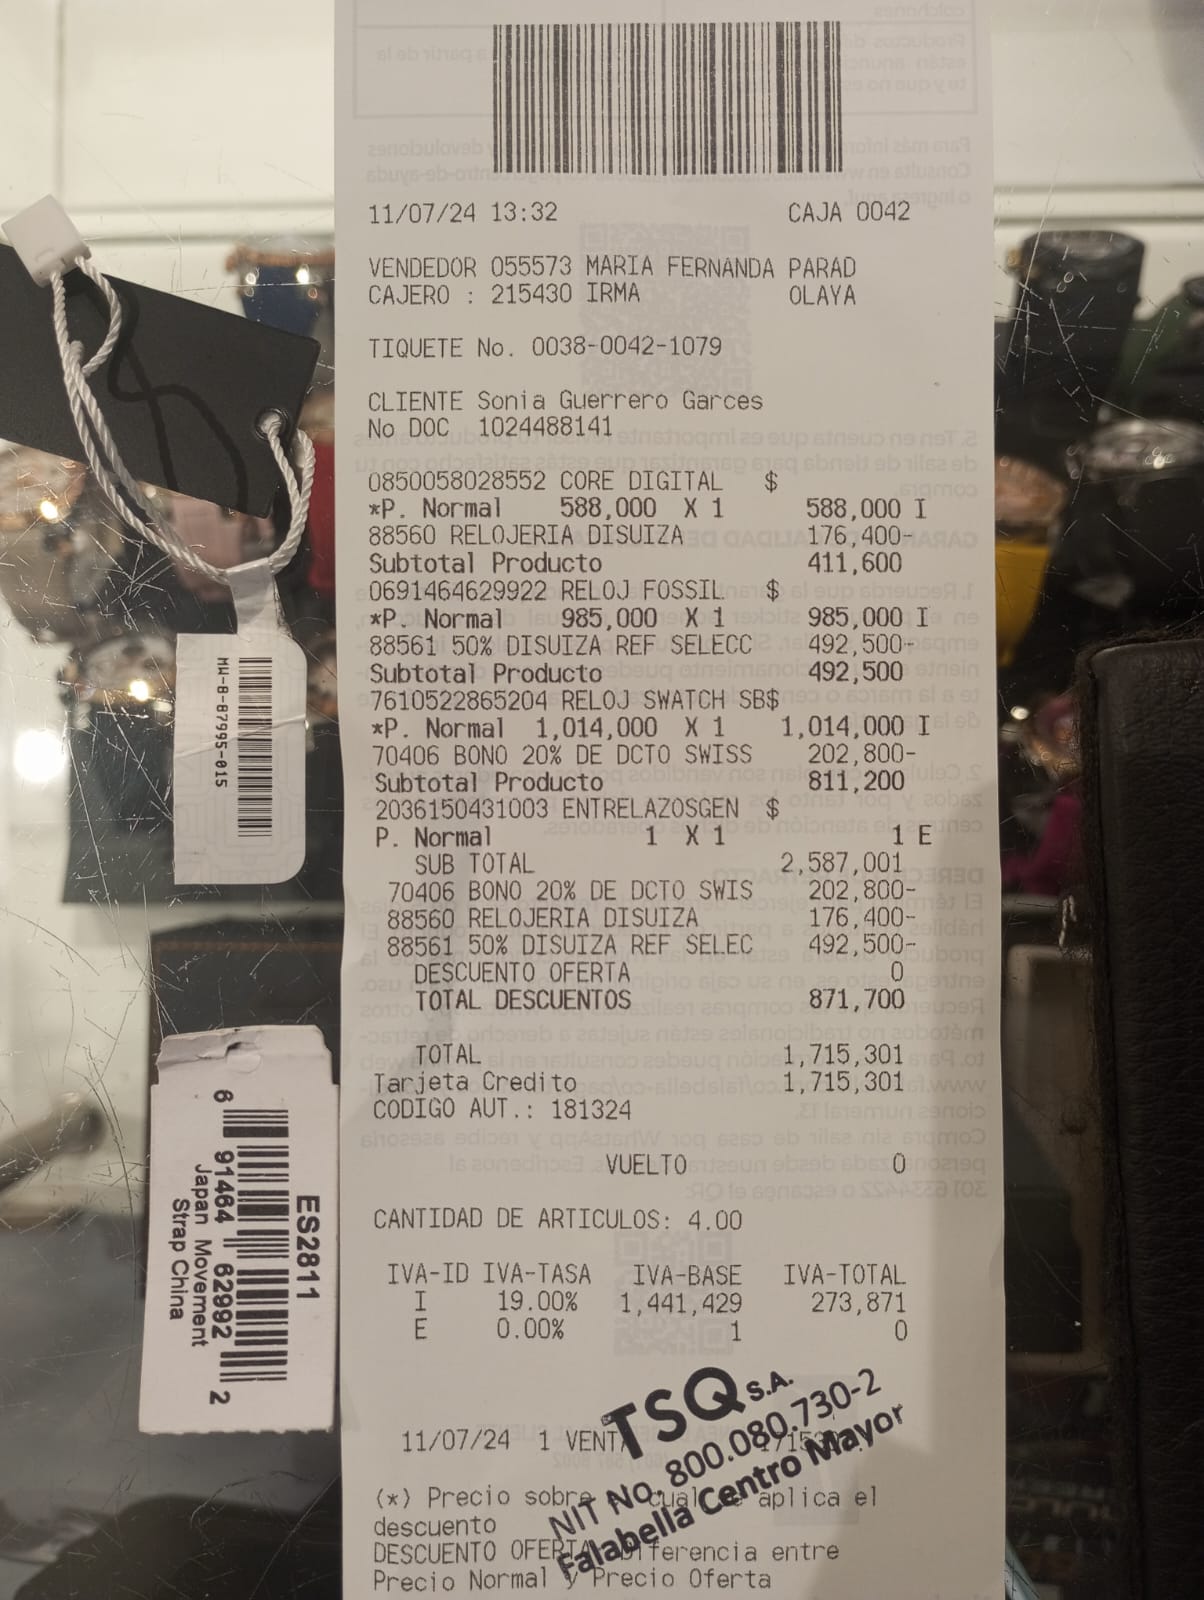 11/07/24 13:32 CAJA 0042
VENDEDOR 055573 MARIA FERNANDA PARAD
CAJERO : 215430 IRMA OLAYA
TIQUETE No. 0038-0042-1079
CLIENTE Sonia Guerrero Garces
No DOC 1024488141
0850058028552 CORE DIGITAL $
*P. Normal 588,000 X 1 588,000 I
88560 RELOJERIA DISUIZA 176,400-
Subtotal Producto 411,600
0691464629922 RELOJ FOSSIL $
*P. Normal 985,000 X 1 985,000 I
88561 50% DISUIZA REF SELECC 492,500-
Subtotal Producto 492,500
7610522865204 RELOJ SWATCH SB$
*P. Normal 1,014,000 X 1 1,014,000 I
70406 BONO 20% DE DCTO SWISS 202,800-
Subtotal Producto 811,200
2036150431003 ENTRELAZOSGEN $
P. Normal 1 X 1 1 E
SUB TOTAL 2,587,001
70406 BONO 20% DE DCTO SWIS 202,800-
88560 RELOJERIA DISUIZA 176,400-
88561 50% DISUIZA REF SELEC 492,500-
DESCUENTO OFERTA 0
TOTAL DESCUENTOS 871,700
TOTAL 1,715,301
Tarjeta Credito 1,715,301
CODIGO AUT.: 181324
VUELTO 0
CANTIDAD DE ARTICULOS: 4.00
IVA-ID IVA-TASA IVA-BASE IVA-TOTAL
I 19.00% 1,441,429 273,871
E 0.00% 1 0
11/07/24 1 VENT
(*) Precio sobre cual aplica el
descuento
DESCUENTO OFERTA: Diferencia entre
Precio Normal y Precio Oferta
TSQ S.A.
NIT No. 800.080.730-2
Falabella Centro Mayor
MW-B-87995-015
ES2811
6 91464 62992 2
Japan Movement
Strap China